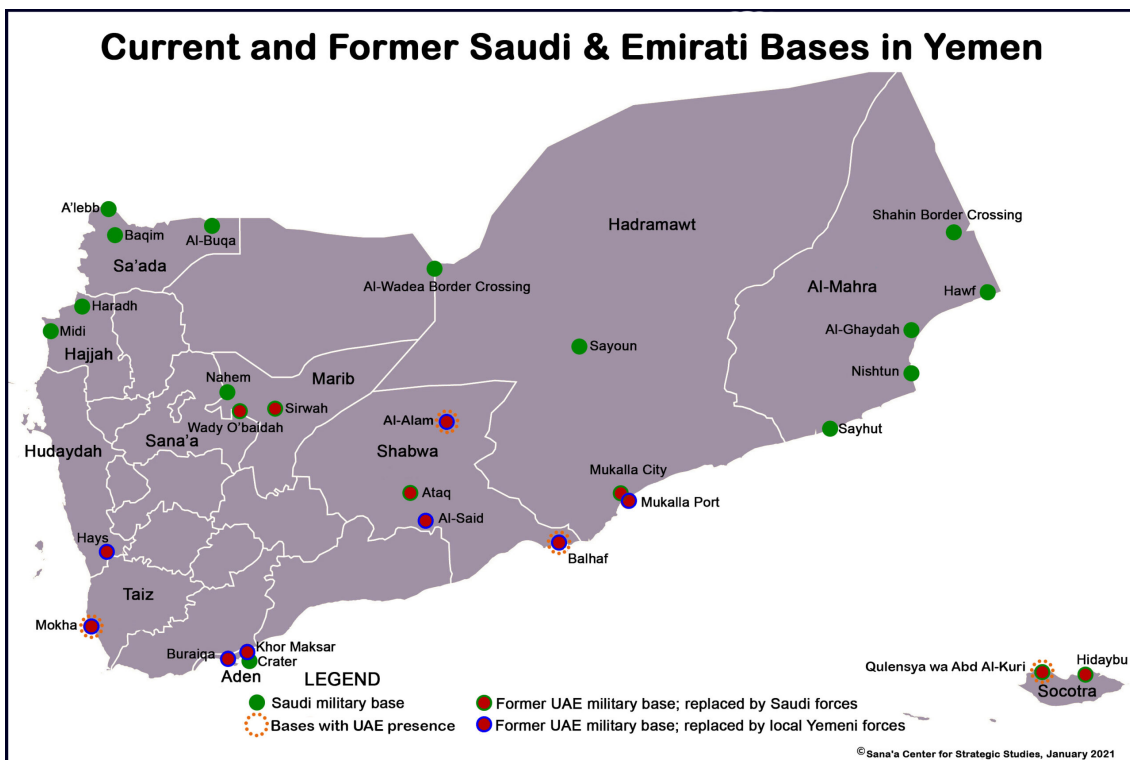 Current and Former Saudi & Emirati Bases in Yemen
A'lebb
Baqim
Al-Buqa
Sa'ada
Shahin Border Crossing
Hadramawt
Al-Wadea Border Crossing
Al-Mahra
Hawf
Haradh
Midi
Hajjah
Al-Ghaydah
Sayoun
Nishtun
Nahem
Marib
Sirwah
Wady O'baidah
Sana'a
Al-Alam
Sayhut
Hudaydah
Shabwa
Mukalla City
Ataq
Mukalla Port
Al-Said
Hays
Balhaf
Taiz
Mokha
Khor Maksar
Buraiqa
Crater
Aden
Qulensya wa Abd Al-Kuri
Hidaybu
Socotra
LEGEND
Saudi military base
Former UAE military base; replaced by Saudi forces
Bases with UAE presence
Former UAE military base; replaced by local Yemeni forces
©Sana'a Center for Strategic Studies, January 2021